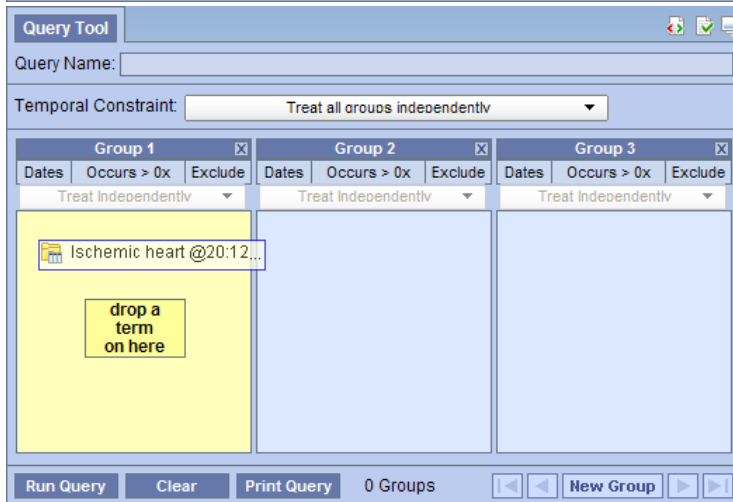 Query Tool
Query Name:
Temporal Constraint: Treat all groups independently
Group 1 X Group 2 X Group 3 X
Dates Occurs > 0x Exclude Dates Occurs > 0x Exclude Dates Occurs > 0x Exclude
Treat Independently Treat Independently Treat Independently
Ischemic heart @20:12...
drop a
term
on here
Run Query Clear Print Query 0 Groups New Group